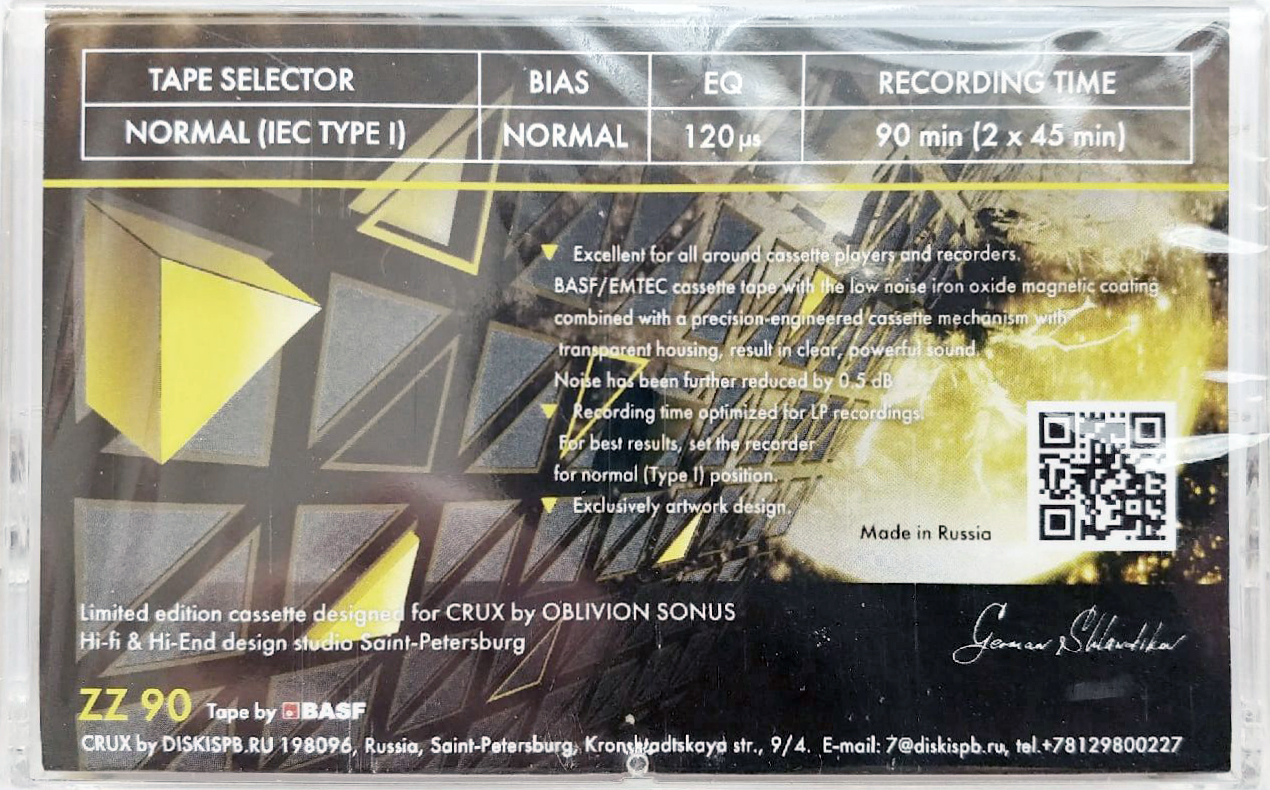 TAPE SELECTOR BIAS EQ RECORDING TIME
NORMAL (IEC TYPE I) NORMAL 120 µs 90 min (2 x 45 min)
Excellent for all around cassette players and recorders.
BASF/EMTEC cassette tape with the low noise iron oxide magnetic coating
combined with a precision-engineered cassette mechanism with
transparent housing, result in clear, powerful sound.
Noise has been further reduced by 0.5 dB
Recording time optimized for LP recordings.
For best results, set the recorder
for normal (Type I) position.
Exclusively artwork design.
Made in Russia
Limited edition cassette designed for CRUX by OBLIVION SONUS
Hi-fi & Hi-End design studio Saint-Petersburg
ZZ 90 Tape by BASF
CRUX by DISKISPB.RU 198096, Russia, Saint-Petersburg, Kronshtadtskaya str., 9/4. E-mail: 7@diskispb.ru, tel.+78129800227